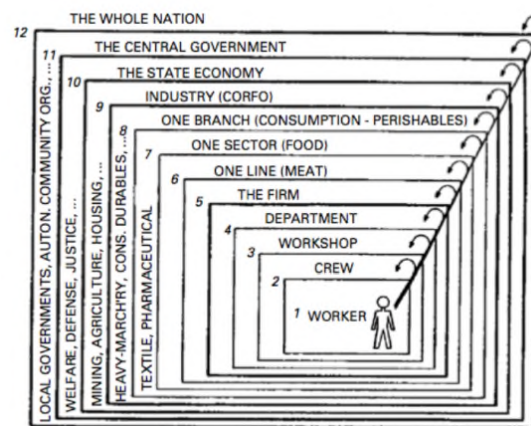 12 THE WHOLE NATION
11 THE CENTRAL GOVERNMENT
10 THE STATE ECONOMY
9 INDUSTRY (CORFO)
8 ONE BRANCH (CONSUMPTION - PERISHABLES)
7 ONE SECTOR (FOOD)
6 ONE LINE (MEAT)
5 THE FIRM
4 DEPARTMENT
3 WORKSHOP
2 CREW
1 WORKER
LOCAL GOVERNMENTS, AUTON. COMMUNITY ORG., ...
WELFARE, DEFENSE, JUSTICE, ...
MINING, AGRICULTURE, HOUSING, ...
HEAVY-MARCH'RY, CONS. DURABLES, ...
TEXTILE, PHARMACEUTICAL